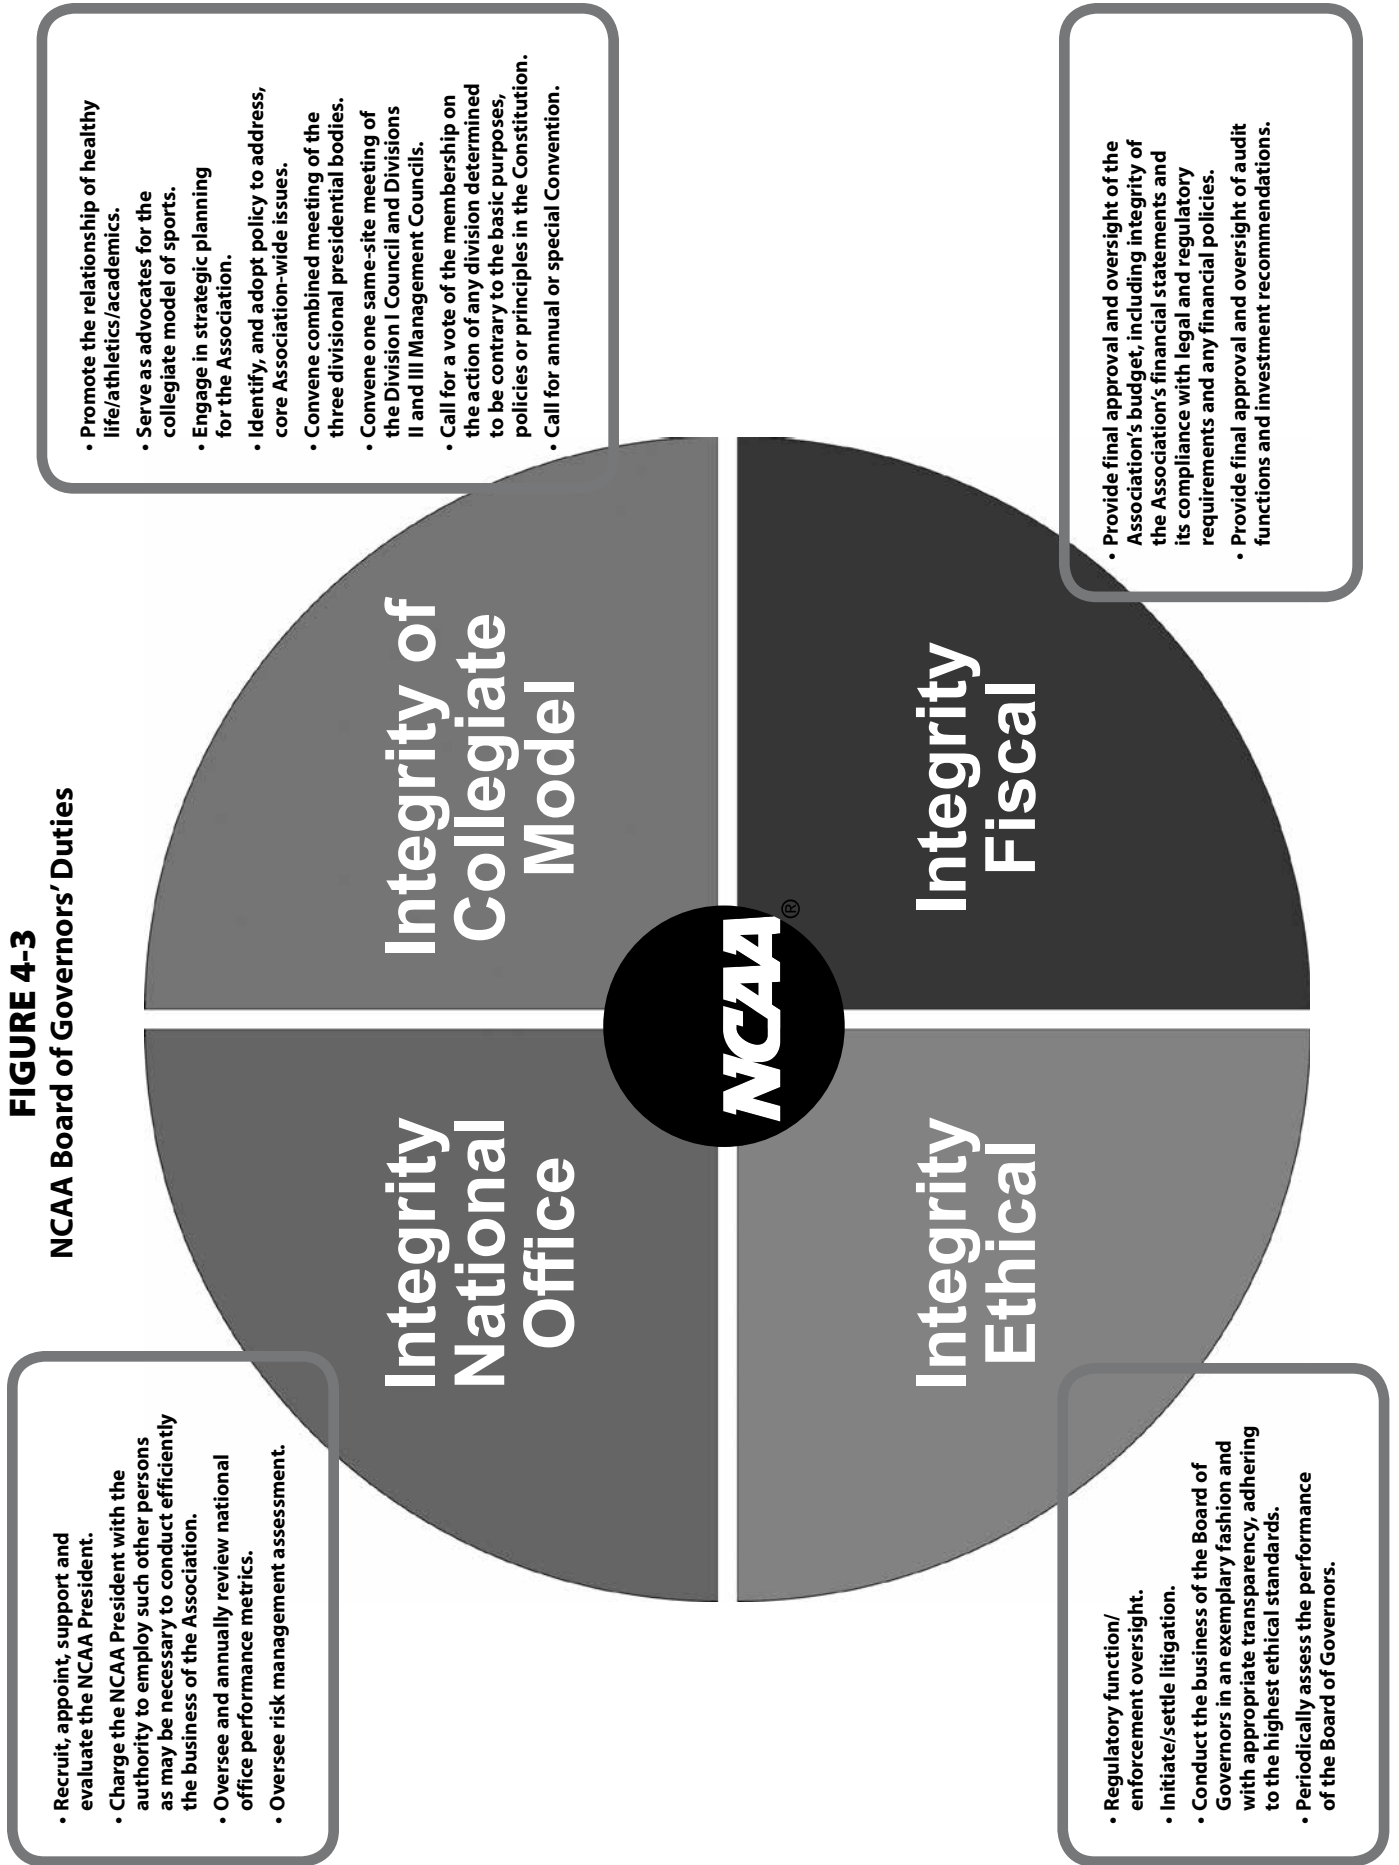 FIGURE 4-3
NCAA Board of Governors’ Duties
• Recruit, appoint, support and
evaluate the NCAA President.
• Charge the NCAA President with the
authority to employ such other persons
as may be necessary to conduct efficiently
the business of the Association.
• Oversee and annually review national
office performance metrics.
• Oversee risk management assessment.
Integrity
National
Office
Integrity of
Collegiate
Model
• Promote the relationship of healthy
life/athletics/academics.
• Serve as advocates for the
collegiate model of sports.
• Engage in strategic planning
for the Association.
• Identify, and adopt policy to address,
core Association-wide issues.
• Convene combined meeting of the
three divisional presidential bodies.
• Convene one same-site meeting of
the Division I Council and Divisions
II and III Management Councils.
• Call for a vote of the membership on
the action of any division determined
to be contrary to the basic purposes,
policies or principles in the Constitution.
• Call for annual or special Convention.
NCAA®
• Regulatory function/
enforcement oversight.
• Initiate/settle litigation.
• Conduct the business of the Board of
Governors in an exemplary fashion and
with appropriate transparency, adhering
to the highest ethical standards.
• Periodically assess the performance
of the Board of Governors.
Integrity
Ethical
Integrity
Fiscal
• Provide final approval and oversight of the
Association’s budget, including integrity of
the Association’s financial statements and
its compliance with legal and regulatory
requirements and any financial policies.
• Provide final approval and oversight of audit
functions and investment recommendations.